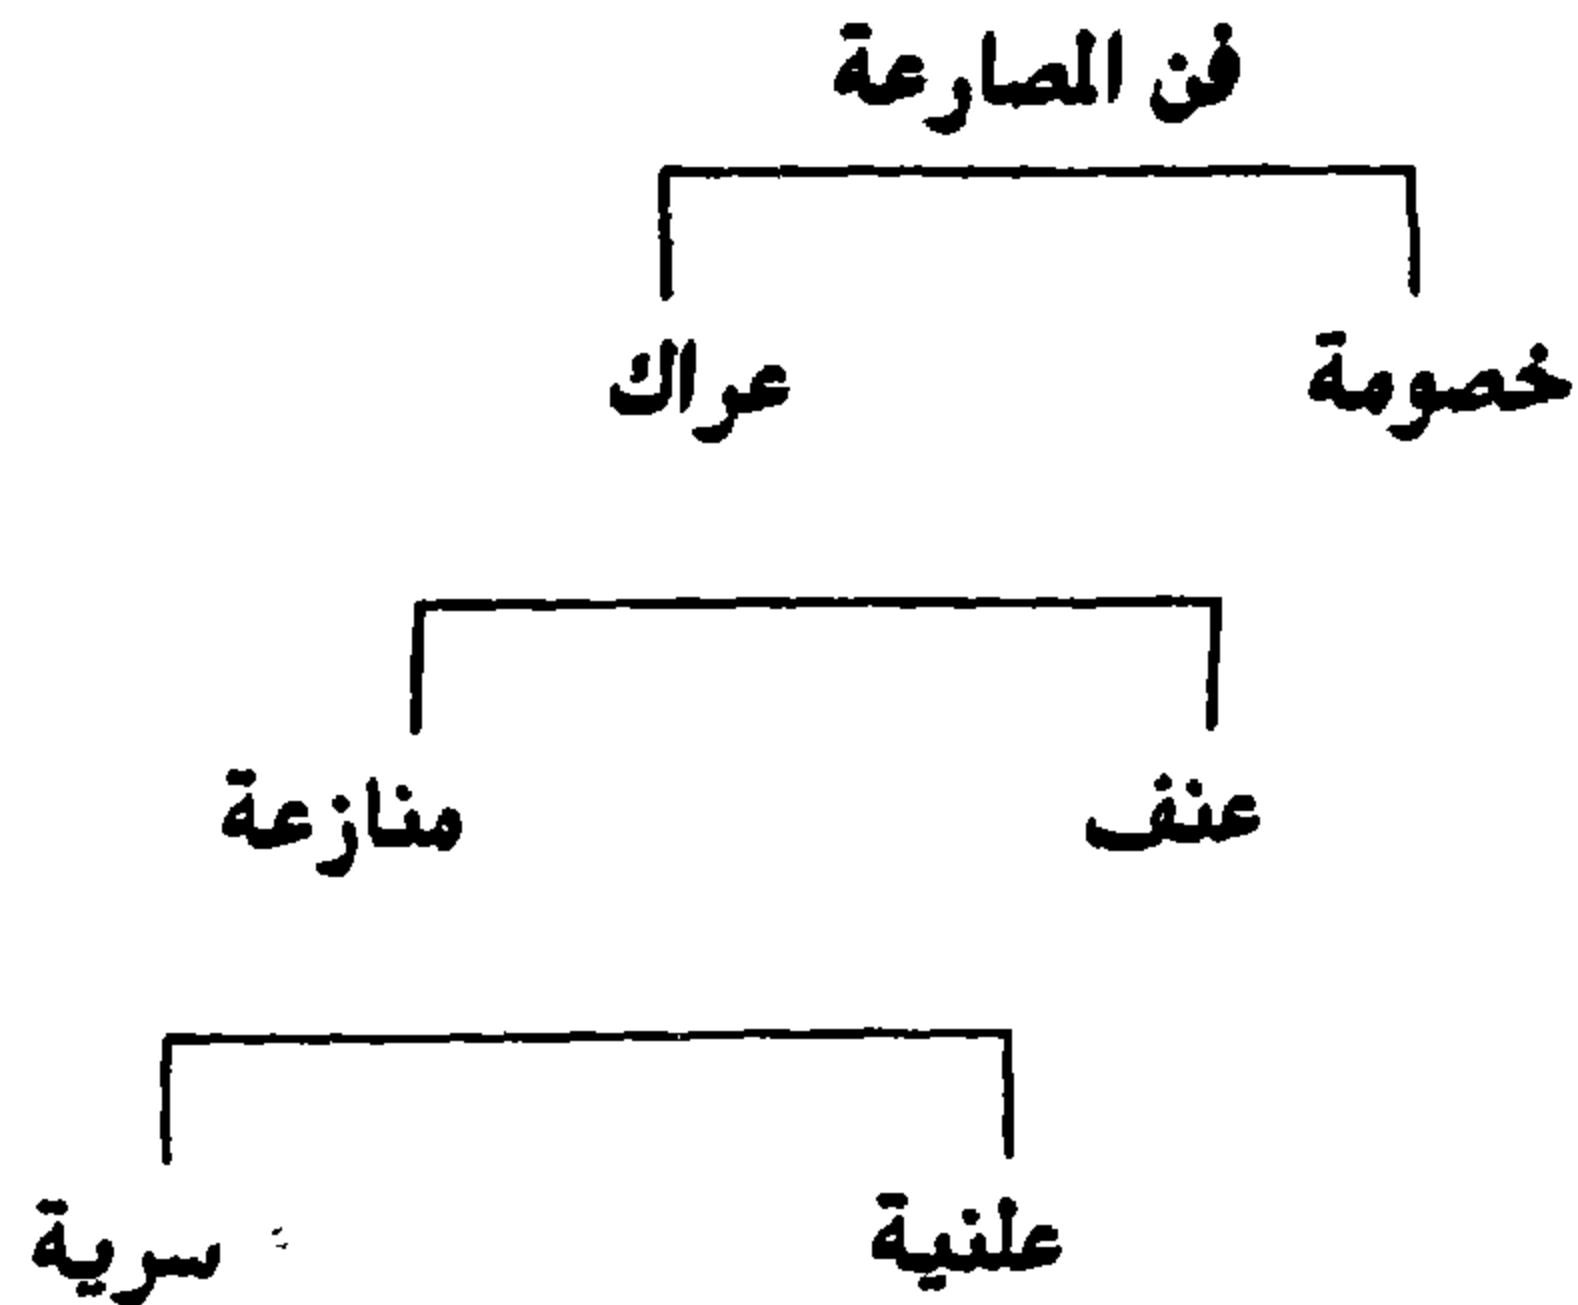 فن المصارعة
خصومة عراك
عنف منازعة
علنية سرية